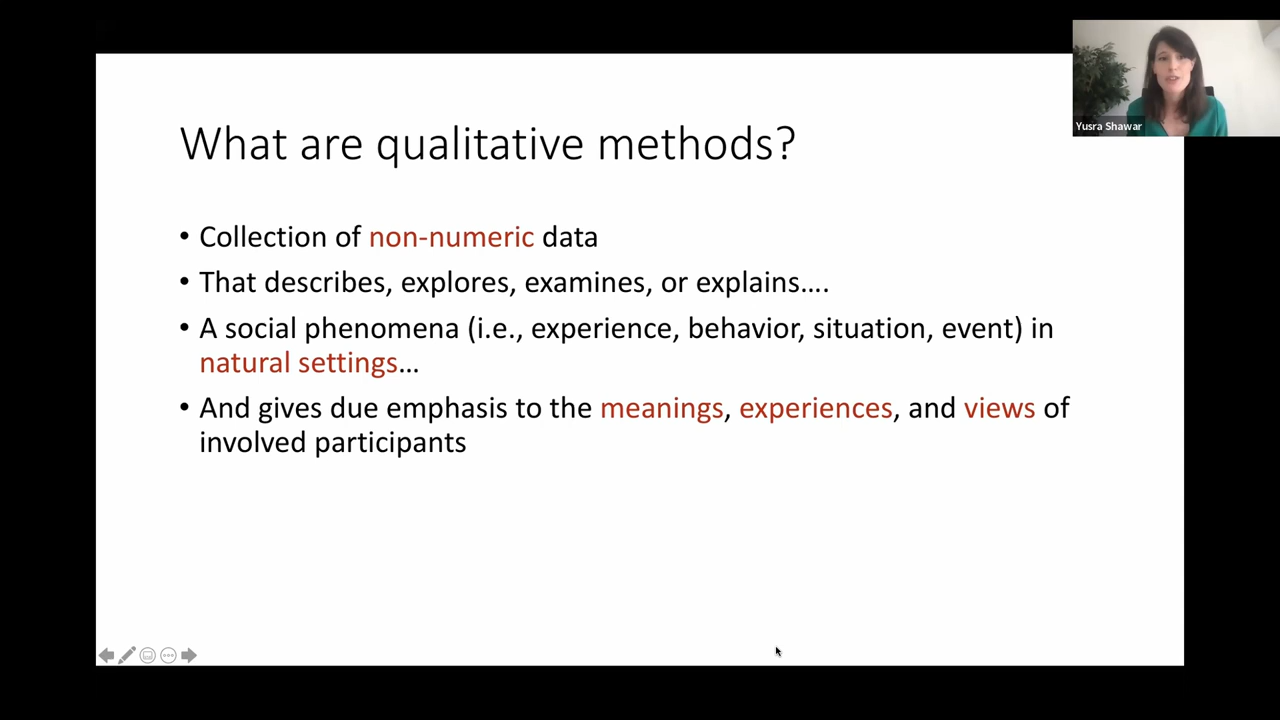 Yusra Shawar
What are qualitative methods?
• Collection of non-numeric data
• That describes, explores, examines, or explains….
• A social phenomena (i.e., experience, behavior, situation, event) in
natural settings…
• And gives due emphasis to the meanings, experiences, and views of
involved participants